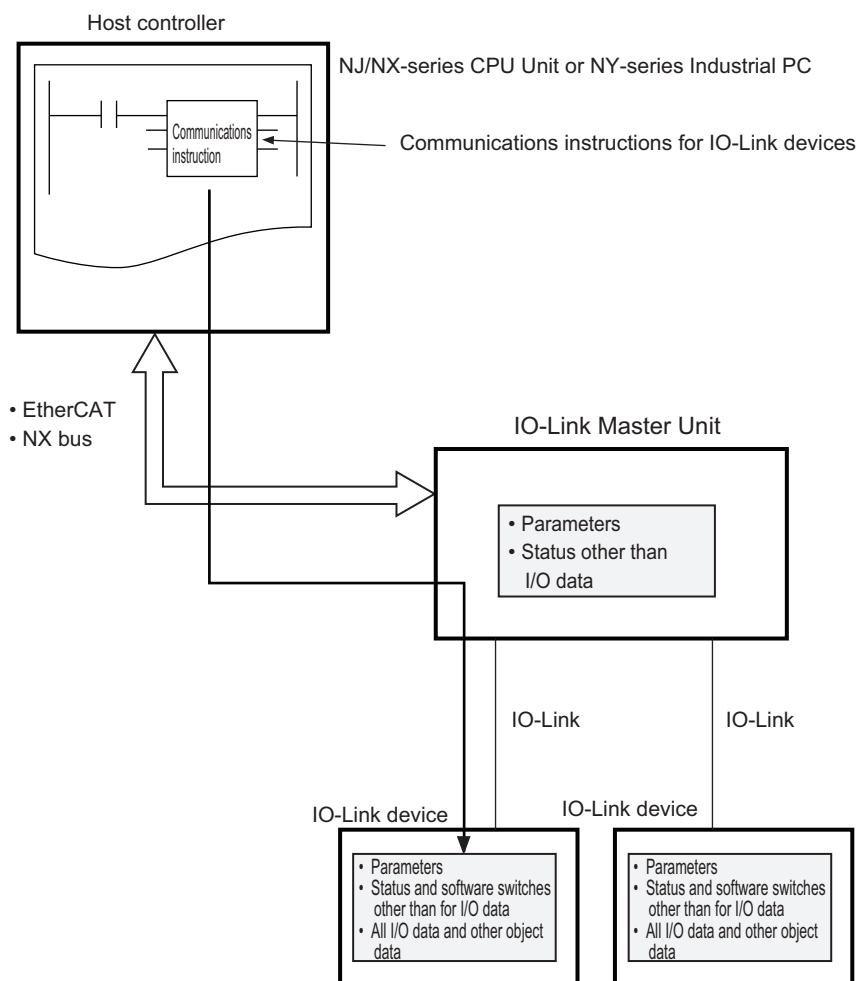 Host controller
NJ/NX-series CPU Unit or NY-series Industrial PC
Communications
instruction
Communications instructions for IO-Link devices
• EtherCAT
• NX bus
IO-Link Master Unit
• Parameters
• Status other than
I/O data
IO-Link
IO-Link
IO-Link device
• Parameters
• Status and software switches
other than for I/O data
• All I/O data and other object
data
IO-Link device
• Parameters
• Status and software switches
other than for I/O data
• All I/O data and other object
data